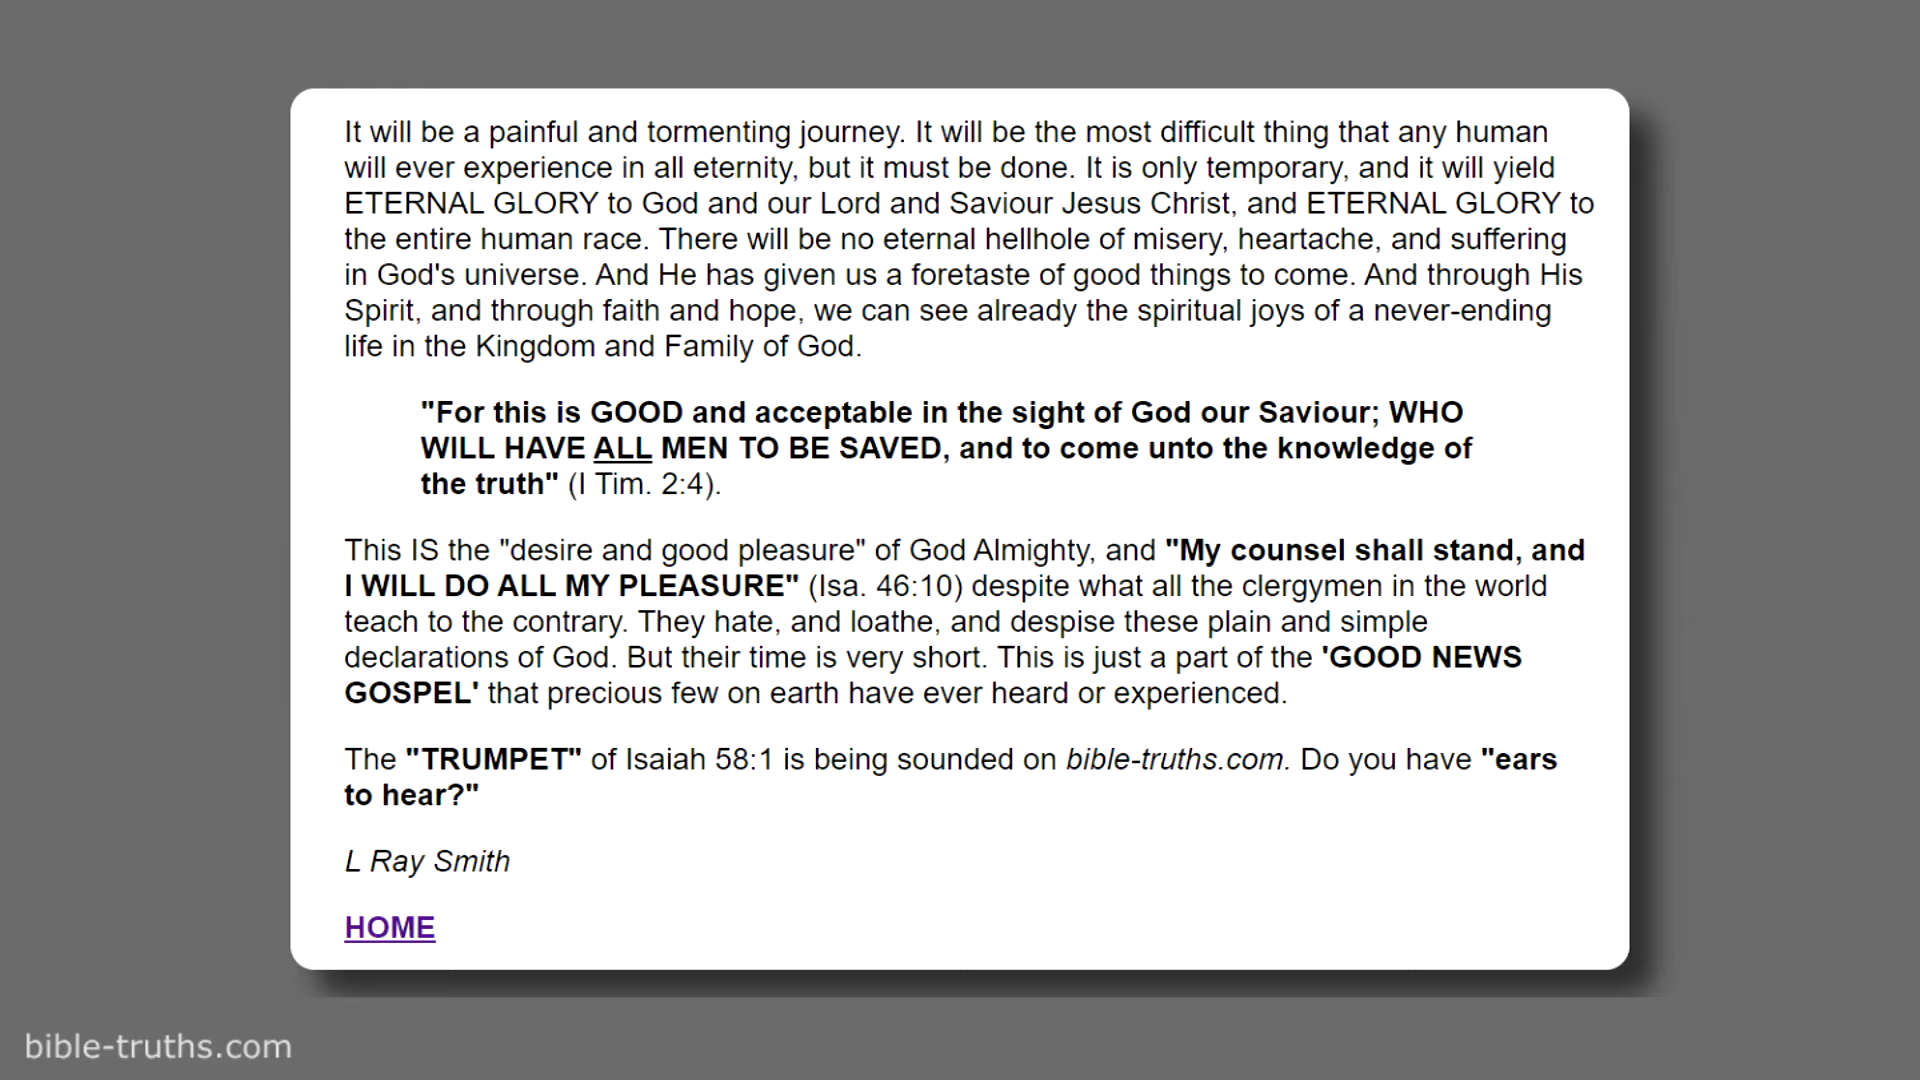 It will be a painful and tormenting journey. It will be the most difficult thing that any human
will ever experience in all eternity, but it must be done. It is only temporary, and it will yield
ETERNAL GLORY to God and our Lord and Saviour Jesus Christ, and ETERNAL GLORY to
the entire human race. There will be no eternal hellhole of misery, heartache, and suffering
in God's universe. And He has given us a foretaste of good things to come. And through His
Spirit, and through faith and hope, we can see already the spiritual joys of a never-ending
life in the Kingdom and Family of God.
"For this is GOOD and acceptable in the sight of God our Saviour; WHO
WILL HAVE ALL MEN TO BE SAVED, and to come unto the knowledge of
the truth" (I Tim. 2:4).
This IS the "desire and good pleasure" of God Almighty, and "My counsel shall stand, and
I WILL DO ALL MY PLEASURE" (Isa. 46:10) despite what all the clergymen in the world
teach to the contrary. They hate, and loathe, and despise these plain and simple
declarations of God. But their time is very short. This is just a part of the 'GOOD NEWS
GOSPEL' that precious few on earth have ever heard or experienced.
The "TRUMPET" of Isaiah 58:1 is being sounded on bible-truths.com. Do you have "ears
to hear?"
L Ray Smith
HOME
bible-truths.com